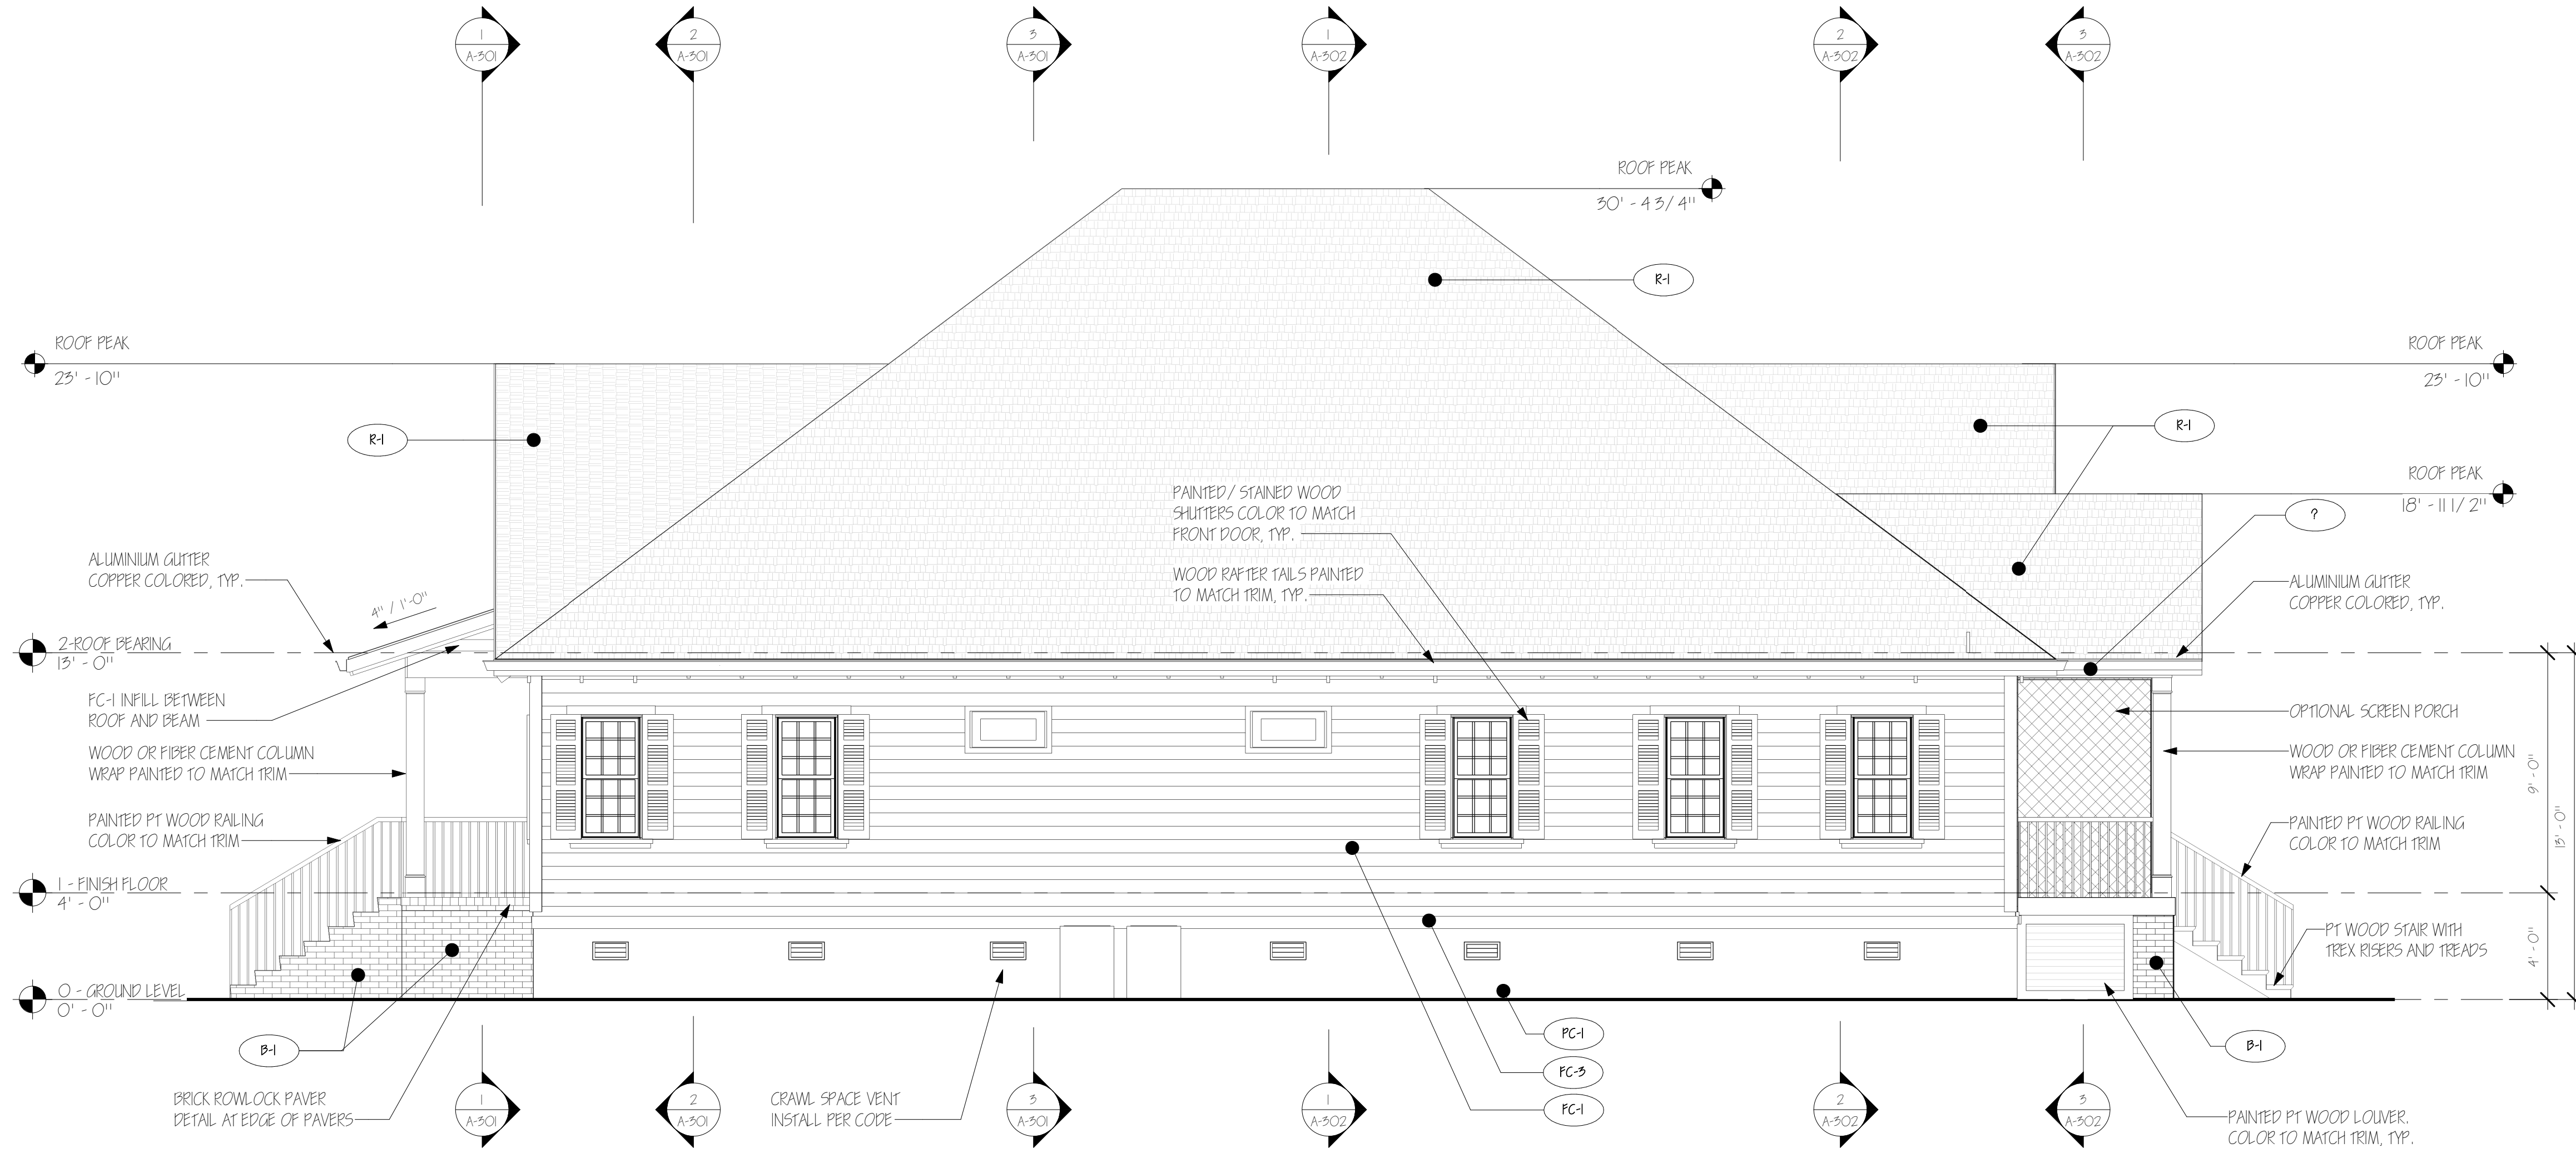 1
A-301
2
A-301
3
A-301
1
A-302
2
A-302
3
A-302
ROOF PEAK
30' - 4 3/4"
R-1
ROOF PEAK
23' - 10"
ROOF PEAK
23' - 10"
R-1
R-1
ROOF PEAK
18' - 11 1/2"
?
PAINTED/ STAINED WOOD
SHUTTERS COLOR TO MATCH
FRONT DOOR, TYP.
WOOD RAFTER TAILS PAINTED
TO MATCH TRIM, TYP.
ALUMINIUM GUTTER
COPPER COLORED, TYP.
4" / 1'-0"
2-ROOF BEARING
13' - 0"
FC-1 INFILL BETWEEN
ROOF AND BEAM
WOOD OR FIBER CEMENT COLUMN
WRAP PAINTED TO MATCH TRIM
PAINTED PT WOOD RAILING
COLOR TO MATCH TRIM
1 - FINISH FLOOR
4' - 0"
0 - GROUND LEVEL
0' - 0"
B-1
BRICK ROWLOCK PAVER
DETAIL AT EDGE OF PAVERS
CRAWL SPACE VENT
INSTALL PER CODE
PC-1
FC-3
FC-1
ALUMINIUM GUTTER
COPPER COLORED, TYP.
OPTIONAL SCREEN PORCH
WOOD OR FIBER CEMENT COLUMN
WRAP PAINTED TO MATCH TRIM
9' - 0"
13' - 0"
PAINTED PT WOOD RAILING
COLOR TO MATCH TRIM
PT WOOD STAIR WITH
TREX RISERS AND TREADS
4' - 0"
B-1
PAINTED PT WOOD LOUVER.
COLOR TO MATCH TRIM, TYP.
1
A-301
2
A-301
3
A-301
1
A-302
2
A-302
3
A-302